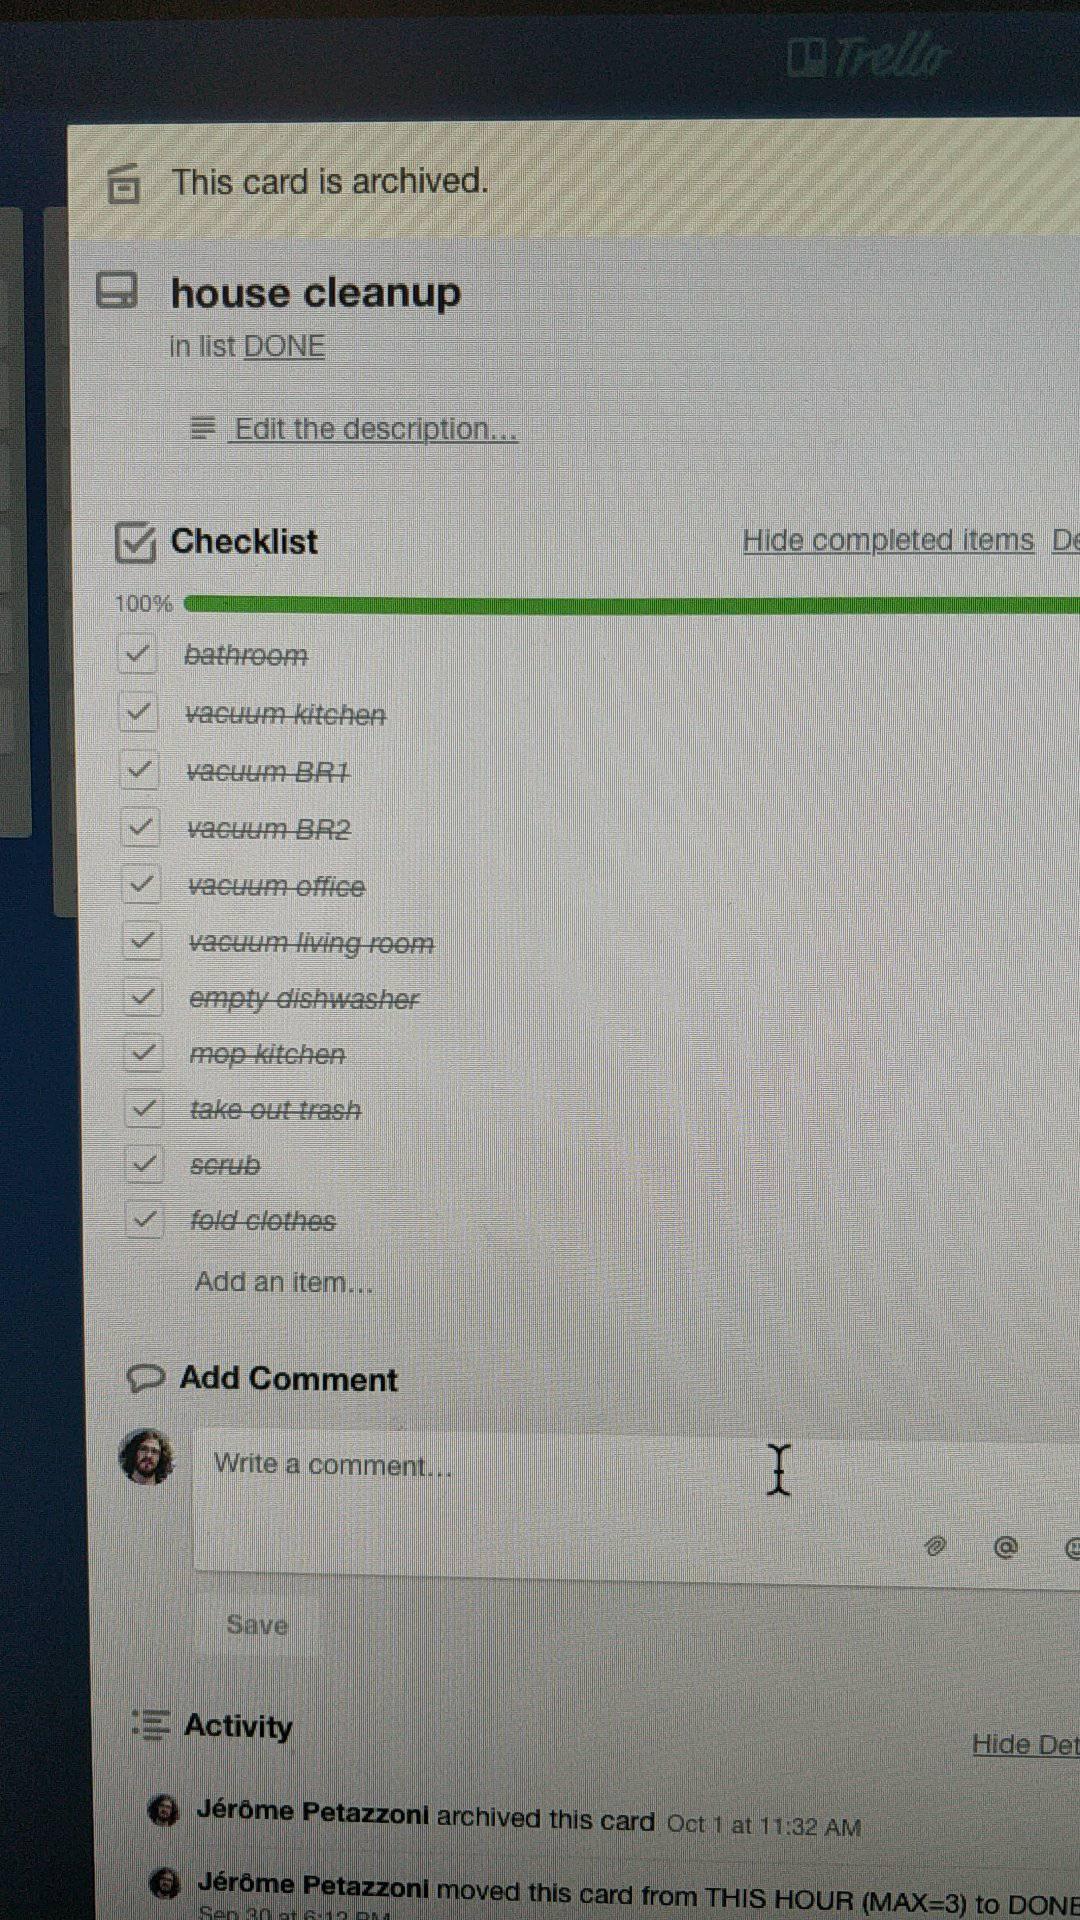 Trello
This card is archived.
house cleanup
in list DONE
Edit the description...
Checklist
Hide completed items De
100%
bathroom
vacuum kitchen
vacuum BR1
vacuum BR2
vacuum office
vacuum living room
empty dishwasher
mop kitchen
take out trash
scrub
fold clothes
Add an item...
Add Comment
Write a comment...
@
Save
Activity
Hide Det
Jérôme Petazzoni archived this card Oct 1 at 11:32 AM
Jérôme Petazzoni moved this card from THIS HOUR (MAX=3) to DONE
Sep 30 at 6:12 PM